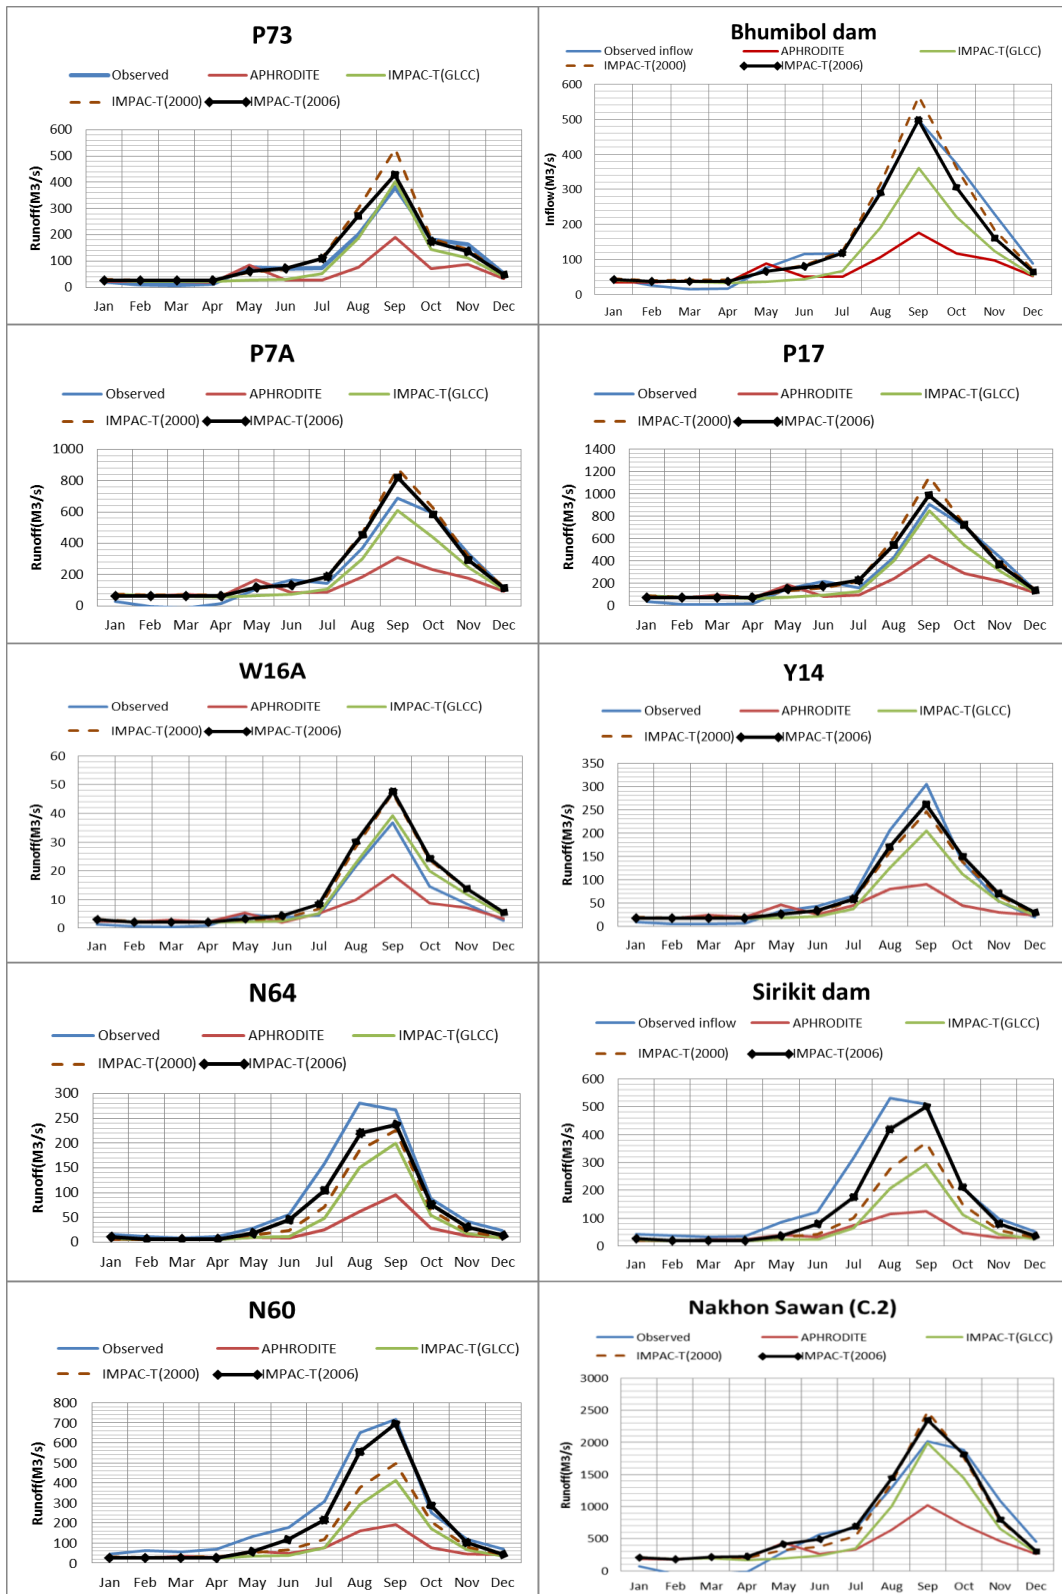 P73
Observed APHRODITE IMPAC-T(GLCC)
IMPAC-T(2000) IMPAC-T(2006)
Runoff(M3/s)
600
500
400
300
200
100
0
Jan Feb Mar Apr May Jun Jul Aug Sep Oct Nov Dec
Bhumibol dam
Observed inflow APHRODITE IMPAC-T(GLCC)
IMPAC-T(2000) IMPAC-T(2006)
Inflow(M3/s)
600
500
400
300
200
100
0
Jan Feb Mar Apr May Jun Jul Aug Sep Oct Nov Dec
P7A
Observed APHRODITE IMPAC-T(GLCC)
IMPAC-T(2000) IMPAC-T(2006)
Runoff(M3/s)
1000
800
600
400
200
0
Jan Feb Mar Apr May Jun Jul Aug Sep Oct Nov Dec
P17
Observed APHRODITE IMPAC-T(GLCC)
IMPAC-T(2000) IMPAC-T(2006)
Runoff(M3/s)
1400
1200
1000
800
600
400
200
0
Jan Feb Mar Apr May Jun Jul Aug Sep Oct Nov Dec
W16A
Observed APHRODITE IMPAC-T(GLCC)
IMPAC-T(2000) IMPAC-T(2006)
Runoff(M3/s)
60
50
40
30
20
10
0
Jan Feb Mar Apr May Jun Jul Aug Sep Oct Nov Dec
Y14
Observed APHRODITE IMPAC-T(GLCC)
IMPAC-T(2000) IMPAC-T(2006)
Runoff(M3/s)
350
300
250
200
150
100
50
0
Jan Feb Mar Apr May Jun Jul Aug Sep Oct Nov Dec
N64
Observed APHRODITE IMPAC-T(GLCC)
IMPAC-T(2000) IMPAC-T(2006)
Runoff(M3/s)
300
250
200
150
100
50
0
Jan Feb Mar Apr May Jun Jul Aug Sep Oct Nov Dec
Sirikit dam
Observed inflow APHRODITE IMPAC-T(GLCC)
IMPAC-T(2000) IMPAC-T(2006)
Runoff(M3/s)
600
500
400
300
200
100
0
Jan Feb Mar Apr May Jun Jul Aug Sep Oct Nov Dec
N60
Observed APHRODITE IMPAC-T(GLCC)
IMPAC-T(2000) IMPAC-T(2006)
Runoff(M3/s)
800
700
600
500
400
300
200
100
0
Jan Feb Mar Apr May Jun Jul Aug Sep Oct Nov Dec
Nakhon Sawan (C.2)
Observed APHRODITE IMPAC-T(GLCC)
IMPAC-T(2000) IMPAC-T(2006)
Runoff(M3/s)
3000
2500
2000
1500
1000
500
0
Jan Feb Mar Apr May Jun Jul Aug Sep Oct Nov Dec